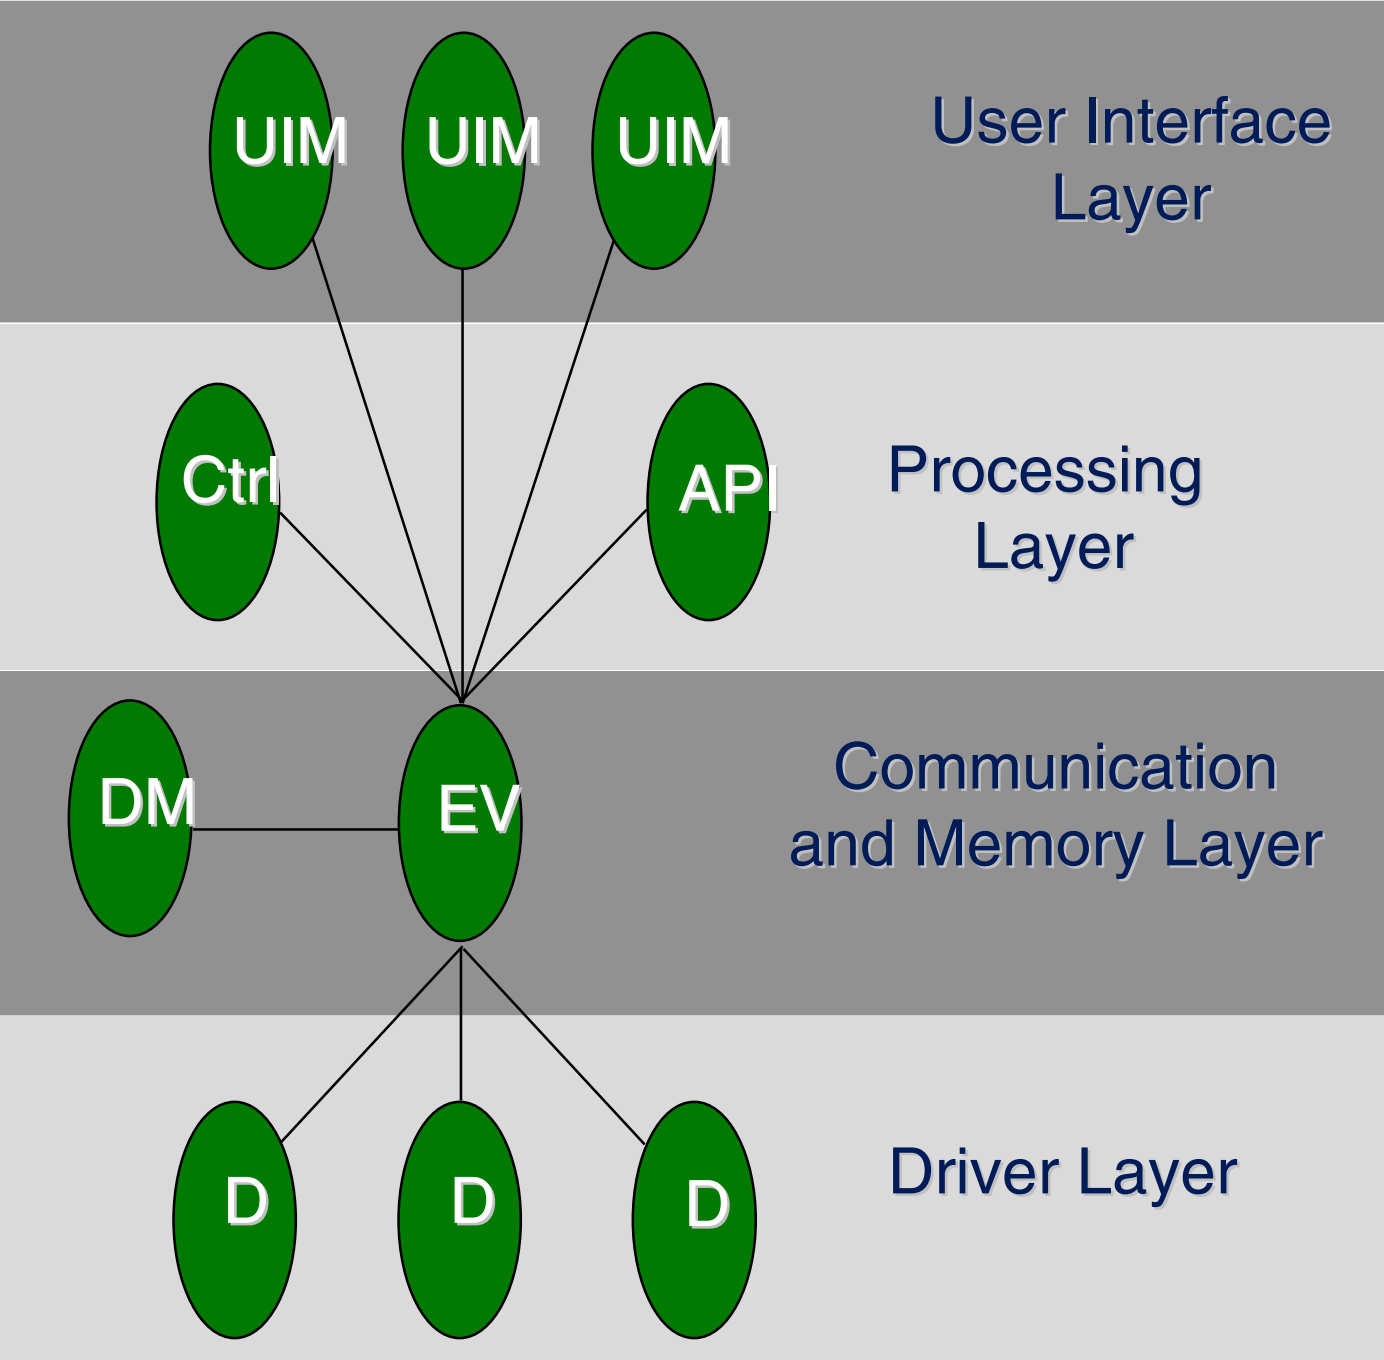 UIM UIM UIM
User Interface
Layer
Ctrl API
Processing
Layer
DM EV
Communication
and Memory Layer
D D D
Driver Layer